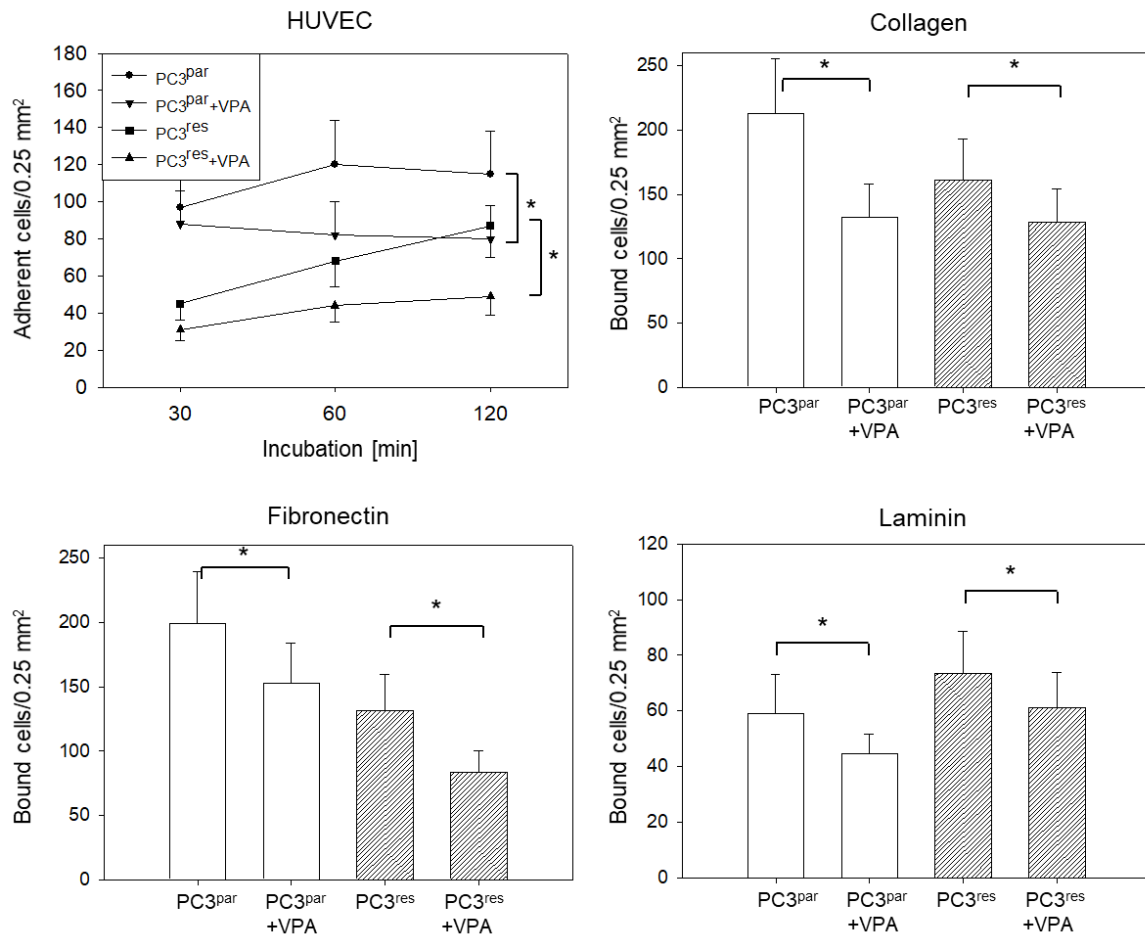 HUVEC
180
160
140
120
100
80
60
40
20
0
Adherent cells/0.25 mm²
PC3ᵖᵃʳ
PC3ᵖᵃʳ+VPA
PC3ʳᵉˢ
PC3ʳᵉˢ+VPA
*
*
30 60 120
Incubation [min]
Collagen
250
200
150
100
50
0
Bound cells/0.25 mm²
* *
PC3ᵖᵃʳ PC3ᵖᵃʳ PC3ʳᵉˢ PC3ʳᵉˢ
+VPA +VPA
Fibronectin
250
200
150
100
50
0
Bound cells/0.25 mm²
*
*
PC3ᵖᵃʳ PC3ᵖᵃʳ PC3ʳᵉˢ PC3ʳᵉˢ
+VPA +VPA
Laminin
120
100
80
60
40
20
0
Bound cells/0.25 mm²
*
*
PC3ᵖᵃʳ PC3ᵖᵃʳ PC3ʳᵉˢ PC3ʳᵉˢ
+VPA +VPA